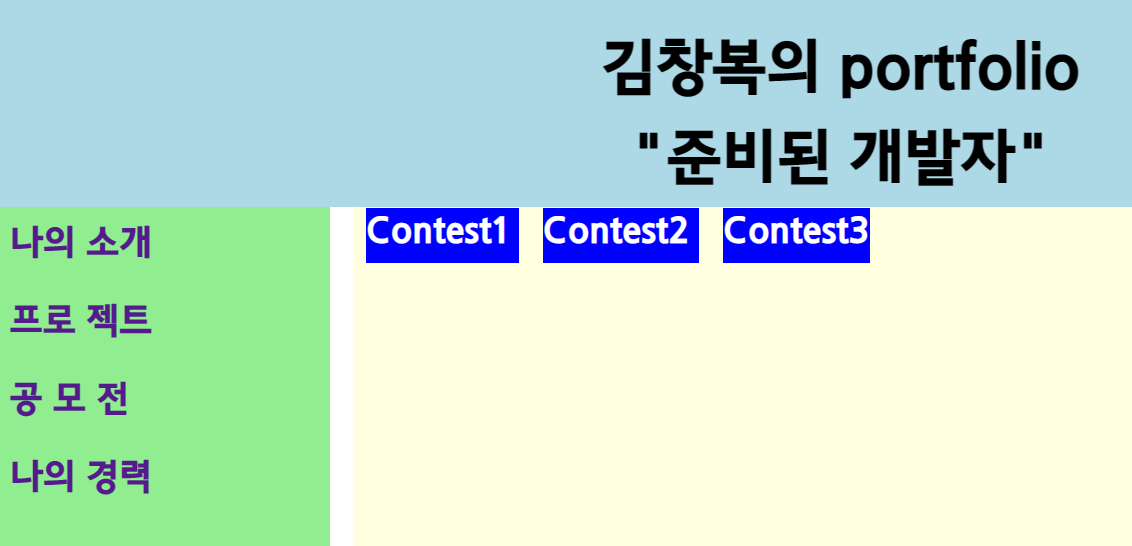 김창복의 portfolio
"준비된 개발자"
나의 소개
프로 젝트
공 모 전
나의 경력
Contest1 Contest2 Contest3